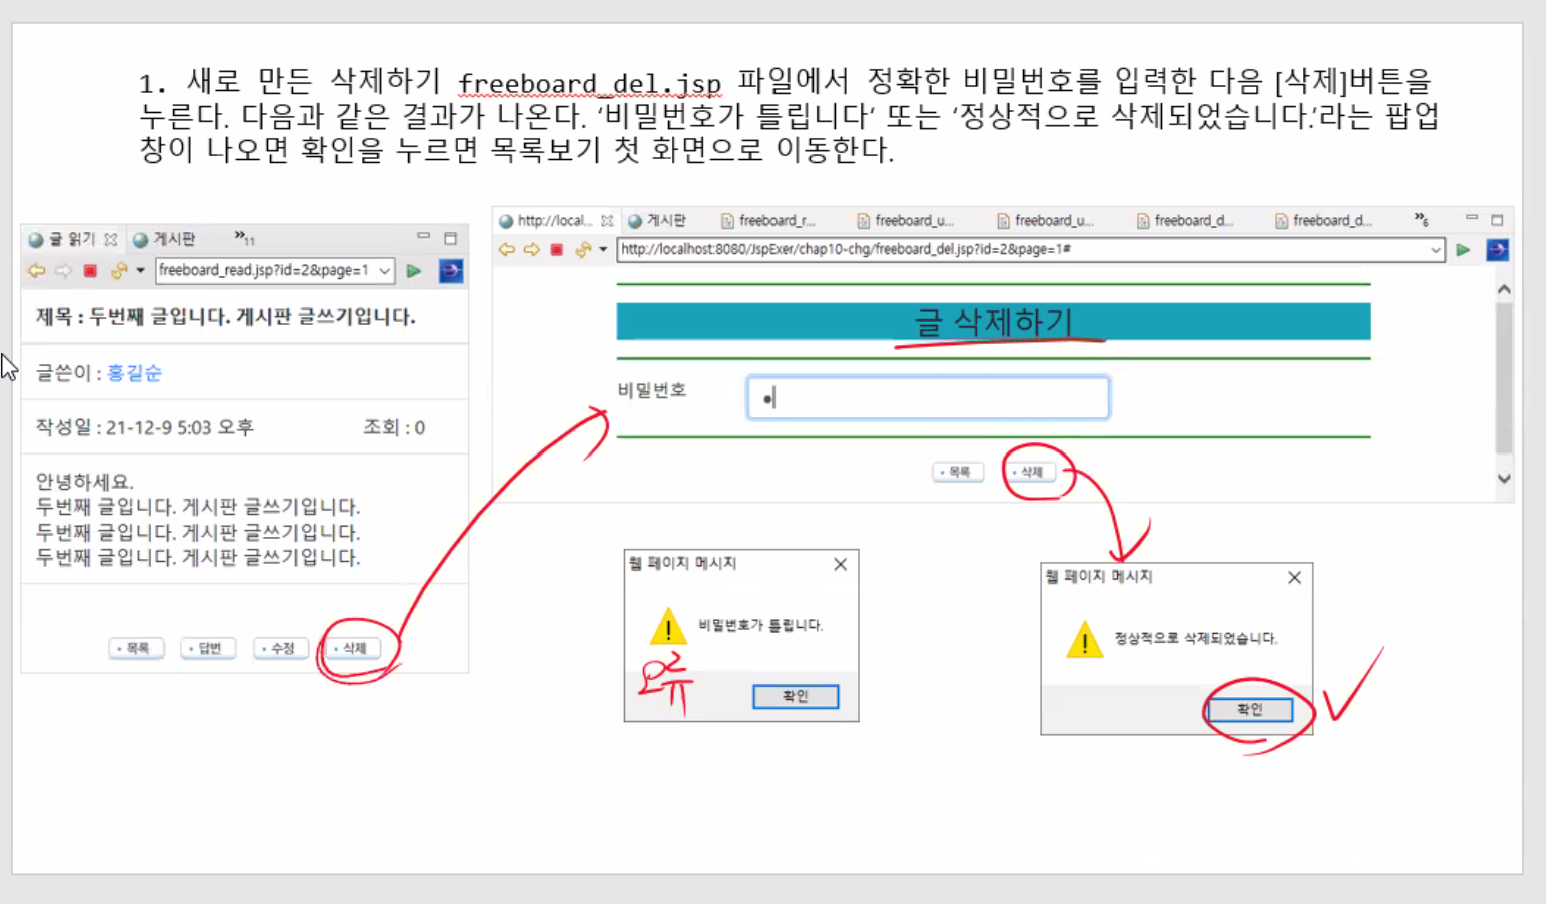 1. 새로 만든 삭제하기 freeboard_del.jsp 파일에서 정확한 비밀번호를 입력한 다음 [삭제]버튼을
누른다. 다음과 같은 결과가 나온다. ‘비밀번호가 틀립니다‘ 또는 ‘정상적으로 삭제되었습니다.’라는 팝업
창이 나오면 확인을 누르면 목록보기 첫 화면으로 이동한다.
글 읽기 게시판 »11
freeboard_read.jsp?id=2&page=1
제목 : 두번째 글입니다. 게시판 글쓰기입니다.
글쓴이 : 홍길순
작성일 : 21-12-9 5:03 오후 조회 : 0
안녕하세요.
두번째 글입니다. 게시판 글쓰기입니다.
두번째 글입니다. 게시판 글쓰기입니다.
두번째 글입니다. 게시판 글쓰기입니다.
목록 답변 수정 삭제
http://local... 게시판 freeboard_r... freeboard_u... freeboard_u... freeboard_d... freeboard_d... »6
http://localhost:8080/JspExer/chap10-chg/freeboard_del.jsp?id=2&page=1#
글 삭제하기
비밀번호
목록 삭제
웹 페이지 메시지
비밀번호가 틀립니다.
오류
확인
웹 페이지 메시지
정상적으로 삭제되었습니다.
확인